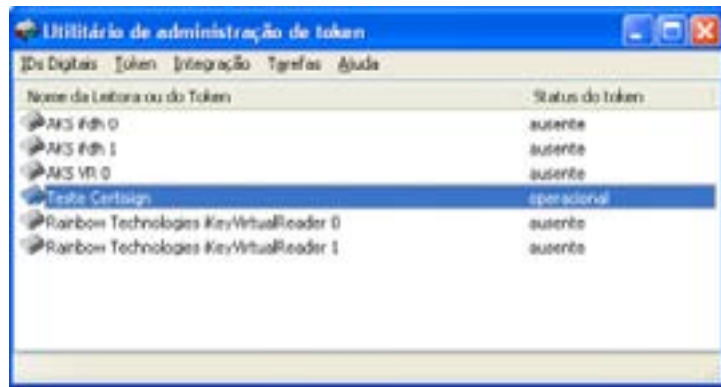 Utilitário de administração de token
IDs Digitais Token Integração Tarefas Ajuda
Nome da Leitora ou do Token Status do token
AKS ifdh 0 ausente
AKS ifdh 1 ausente
AKS VR 0 ausente
Teste Certisign operacional
Rainbow Technologies iKeyVirtualReader 0 ausente
Rainbow Technologies iKeyVirtualReader 1 ausente